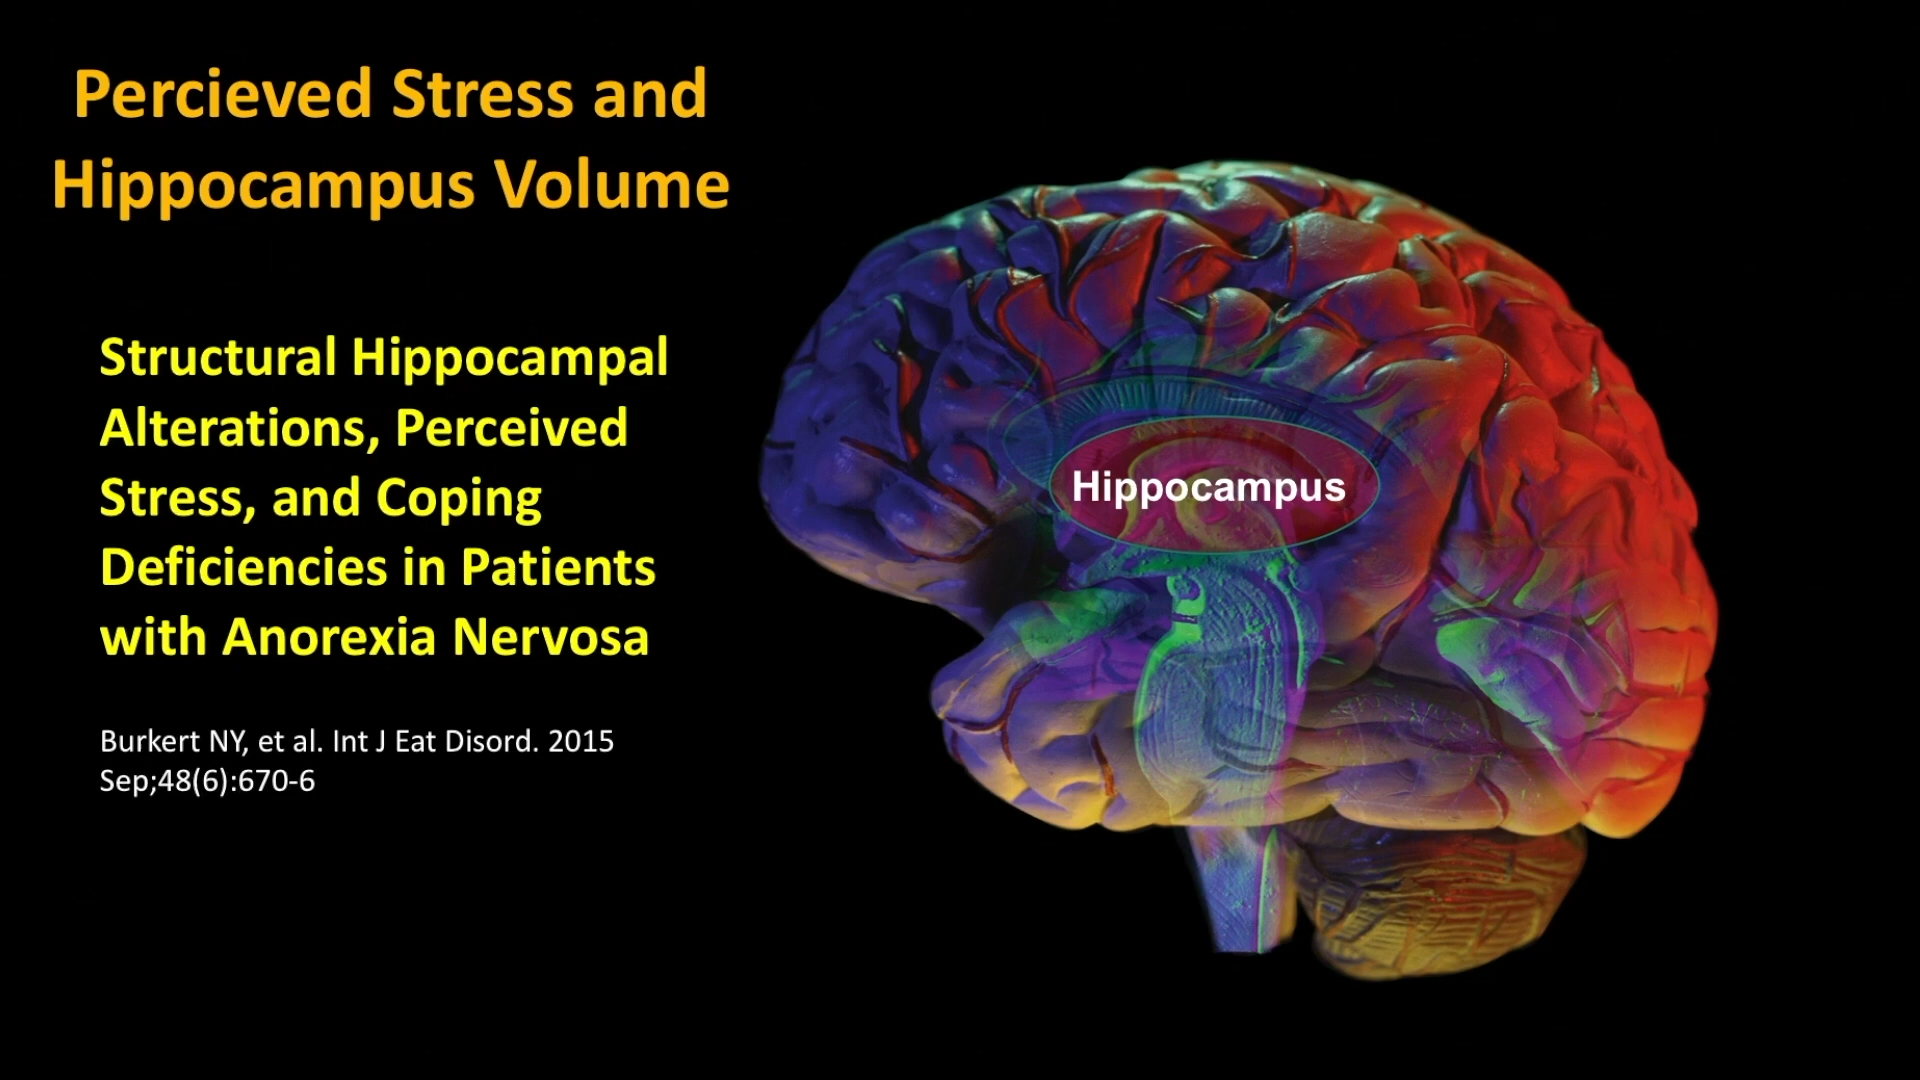 Percieved Stress and
Hippocampus Volume
Structural Hippocampal
Alterations, Perceived
Stress, and Coping
Deficiencies in Patients
with Anorexia Nervosa
Burkert NY, et al. Int J Eat Disord. 2015
Sep;48(6):670-6
Hippocampus